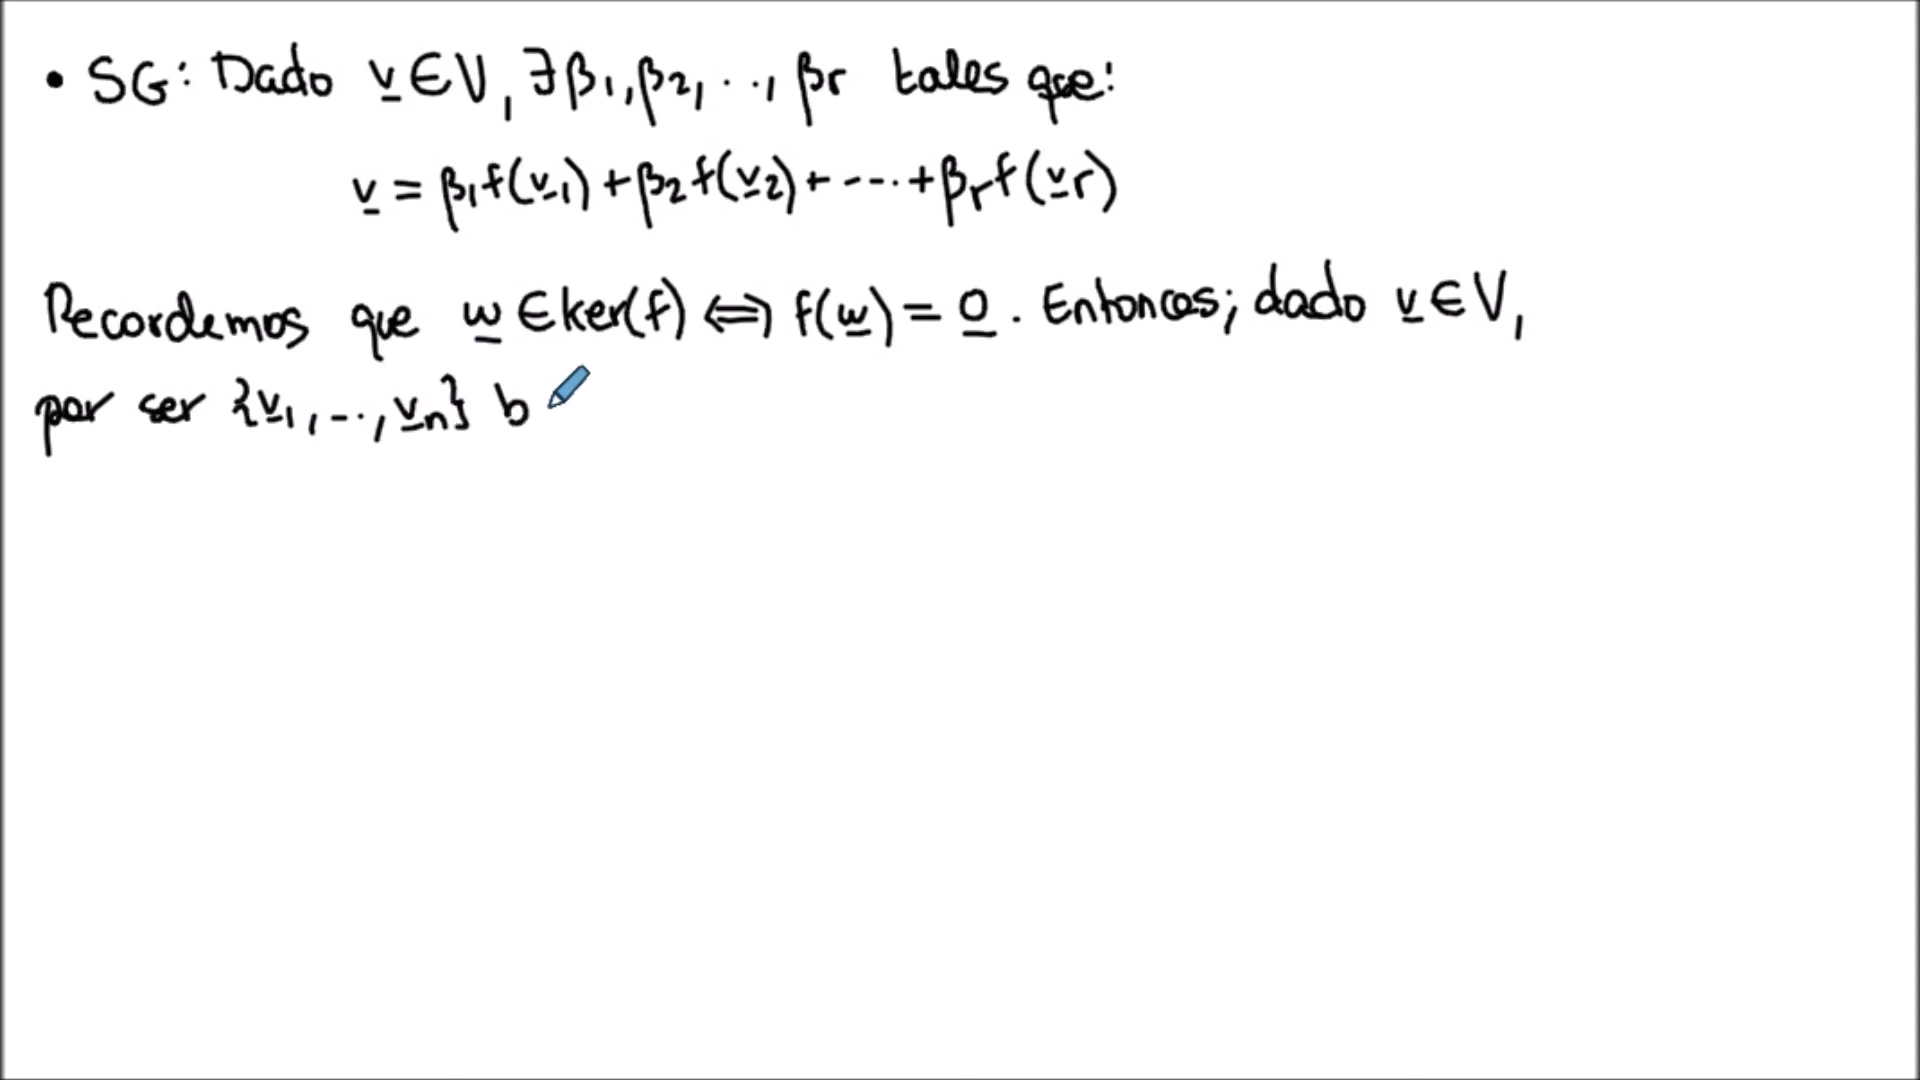 • SG: Dado v ∈ V, ∃ β1, β2, ..., βr tales que:
v = β1f(v1) + β2f(v2) + ---- + βrf(vr)
Recordemos que w ∈ ker(f) ⟺ f(w) = 0. Entonces; dado v ∈ V,
por ser {v1, ..., vn} b